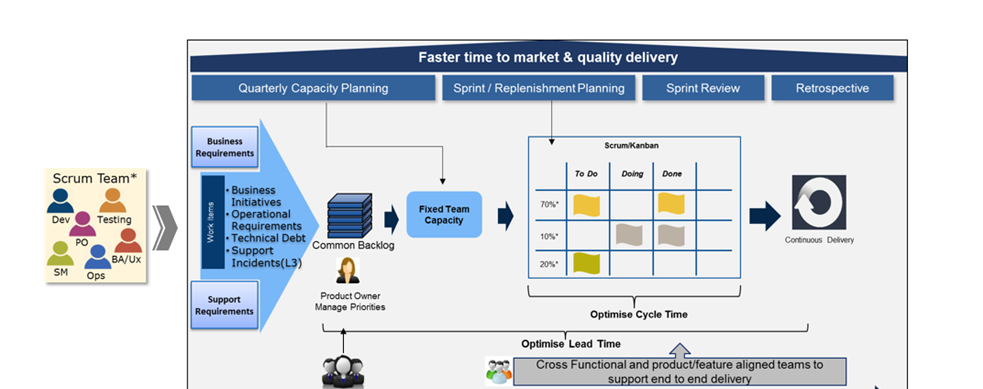 Faster time to market & quality delivery
Quarterly Capacity Planning
Sprint / Replenishment Planning
Sprint Review
Retrospective
Scrum Team*
Dev
Testing
PO
BA/Ux
SM
Ops
Business
Requirements
Work Items
• Business
Initiatives
• Operational
Requirements
• Technical Debt
• Support
Incidents(L3)
Support
Requirements
Common Backlog
Product Owner
Manage Priorities
Fixed Team
Capacity
Scrum/Kanban
To Do
Doing
Done
70%*
10%*
20%*
Continuous Delivery
Optimise Cycle Time
Optimise Lead Time
Cross Functional and product/feature aligned teams to
support end to end delivery